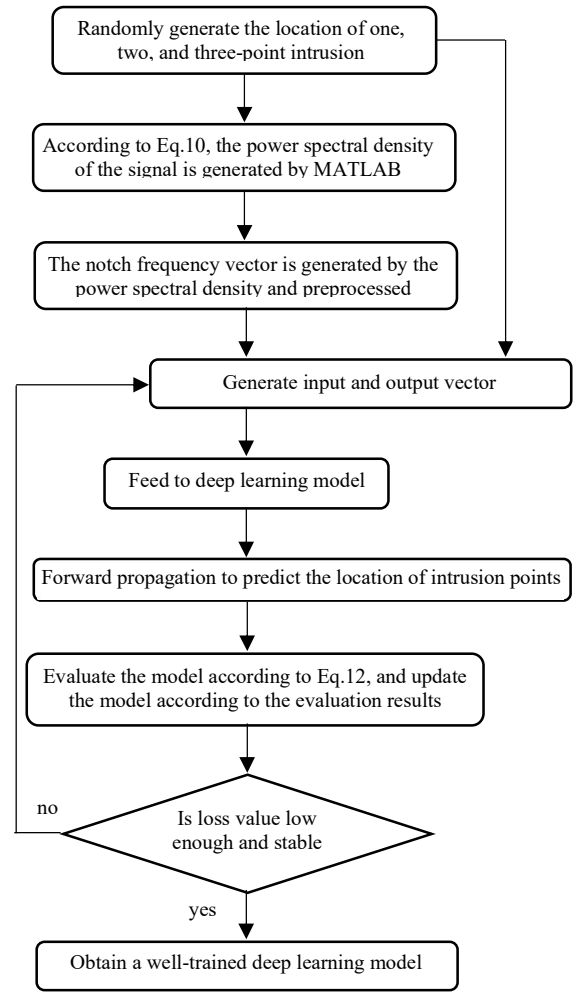 Randomly generate the location of one,
two, and three-point intrusion
According to Eq.10, the power spectral density
of the signal is generated by MATLAB
The notch frequency vector is generated by the
power spectral density and preprocessed
Generate input and output vector
Feed to deep learning model
Forward propagation to predict the location of intrusion points
Evaluate the model according to Eq.12, and update
the model according to the evaluation results
no
Is loss value low
enough and stable
yes
Obtain a well-trained deep learning model